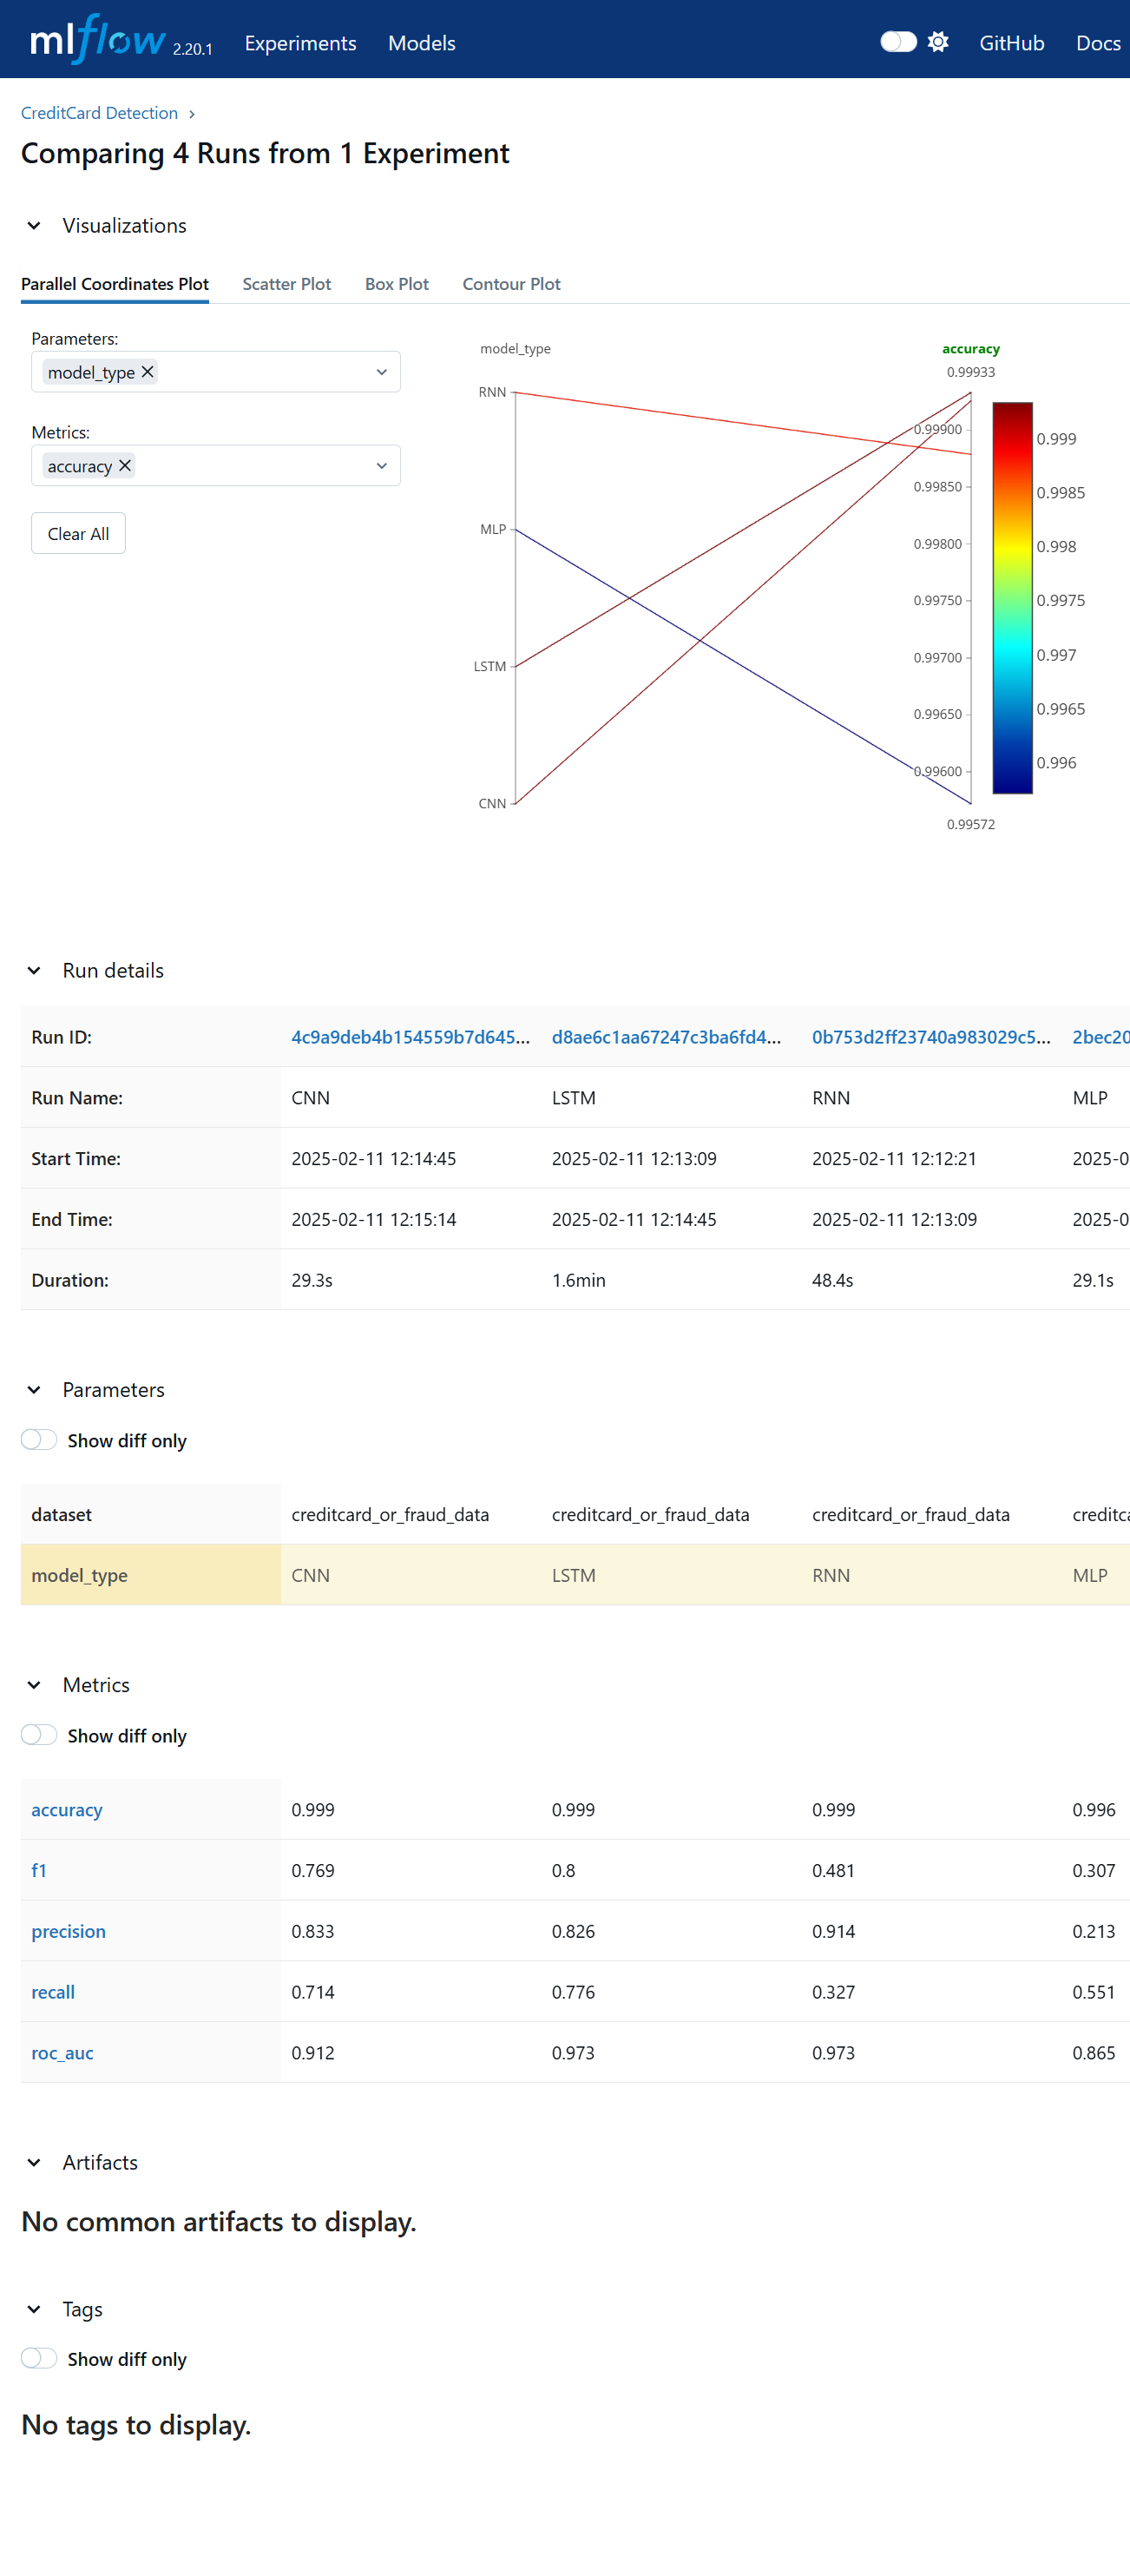 mlflow 2.20.1 Experiments Models GitHub Docs
CreditCard Detection ›
Comparing 4 Runs from 1 Experiment
Visualizations
Parallel Coordinates Plot Scatter Plot Box Plot Contour Plot
Parameters:
model_type
Metrics:
accuracy
Clear All
model_type
RNN
MLP
LSTM
CNN
accuracy
0.99933
0.99900
0.99850
0.99800
0.99750
0.99700
0.99650
0.99600
0.99572
0.999
0.9985
0.998
0.9975
0.997
0.9965
0.996
Run details
Run ID: 4c9a9deb4b154559b7d645... d8ae6c1aa67247c3ba6fd4... 0b753d2ff23740a983029c5... 2bec20
Run Name: CNN LSTM RNN MLP
Start Time: 2025-02-11 12:14:45 2025-02-11 12:13:09 2025-02-11 12:12:21 2025-0
End Time: 2025-02-11 12:15:14 2025-02-11 12:14:45 2025-02-11 12:13:09 2025-0
Duration: 29.3s 1.6min 48.4s 29.1s
Parameters
Show diff only
dataset creditcard_or_fraud_data creditcard_or_fraud_data creditcard_or_fraud_data creditc
model_type CNN LSTM RNN MLP
Metrics
Show diff only
accuracy 0.999 0.999 0.999 0.996
f1 0.769 0.8 0.481 0.307
precision 0.833 0.826 0.914 0.213
recall 0.714 0.776 0.327 0.551
roc_auc 0.912 0.973 0.973 0.865
Artifacts
No common artifacts to display.
Tags
Show diff only
No tags to display.